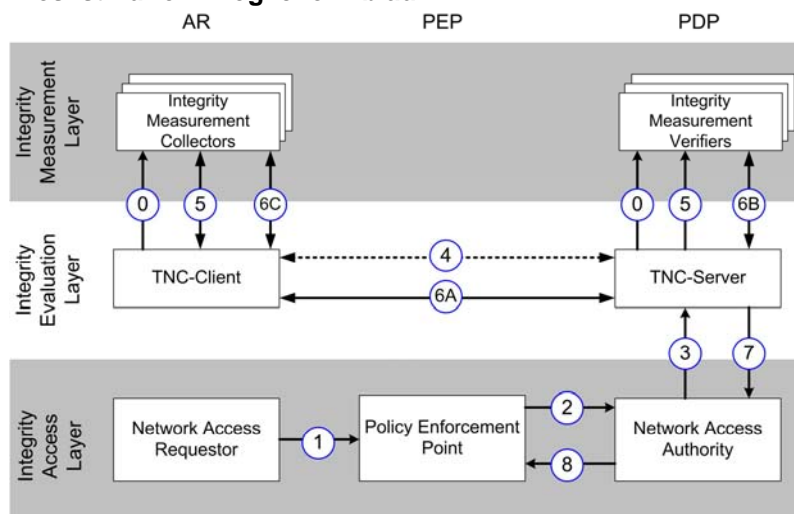 AR
PEP
PDP
Integrity
Measurement
Layer
Integrity
Measurement
Collectors
Integrity
Measurement
Verifiers
0
5
6C
0
5
6B
Integrity
Evaluation
Layer
TNC-Client
4
6A
TNC-Server
3
7
Integrity
Access
Layer
Network Access
Requestor
1
Policy Enforcement
Point
2
8
Network Access
Authority